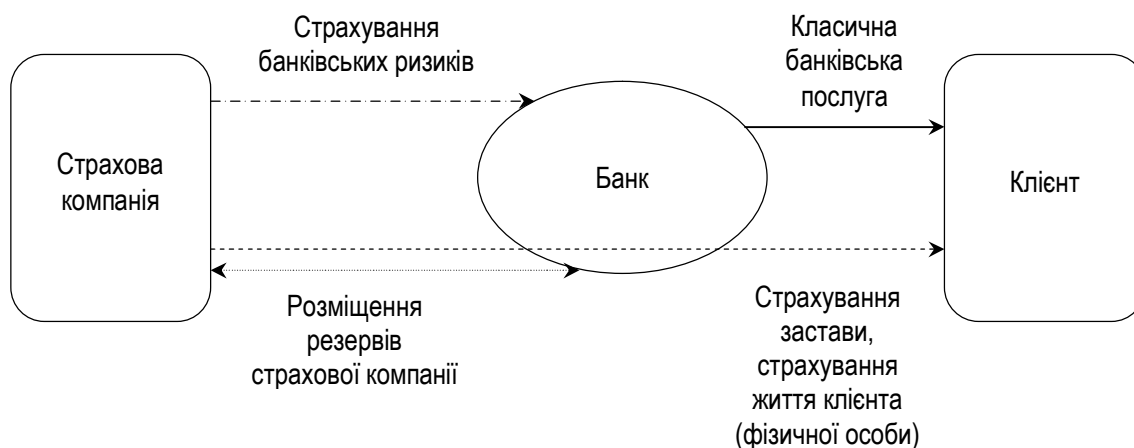 Страхування
банківських ризиків
Класична
банківська
послуга
Страхова
компанія
Банк
Клієнт
Розміщення
резервів
страхової компанії
Страхування
застави,
страхування
життя клієнта
(фізичної особи)